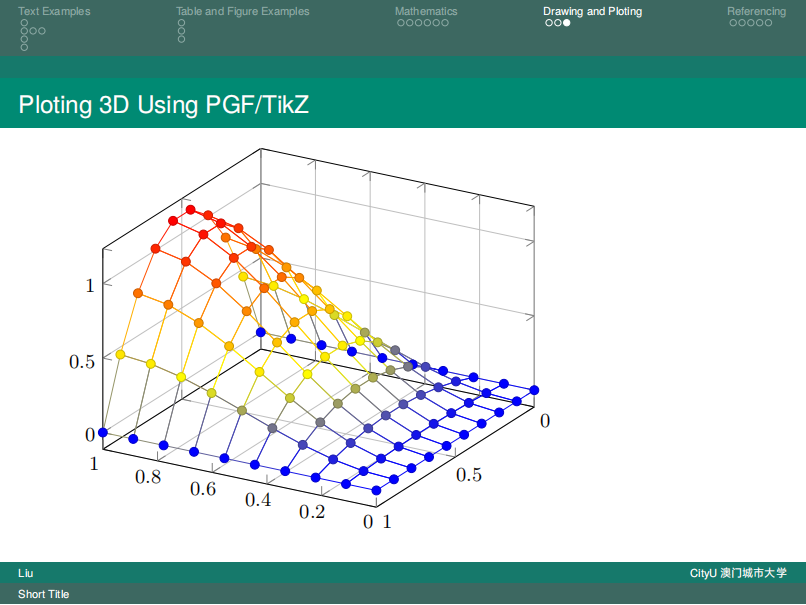 Text Examples
Table and Figure Examples
Mathematics
Drawing and Ploting
Referencing
Ploting 3D Using PGF/TikZ
1
0.5
0
1
0.8
0.6
0.4
0.2
0
1
0.5
0
Liu
CityU 澳门城市大学
Short Title